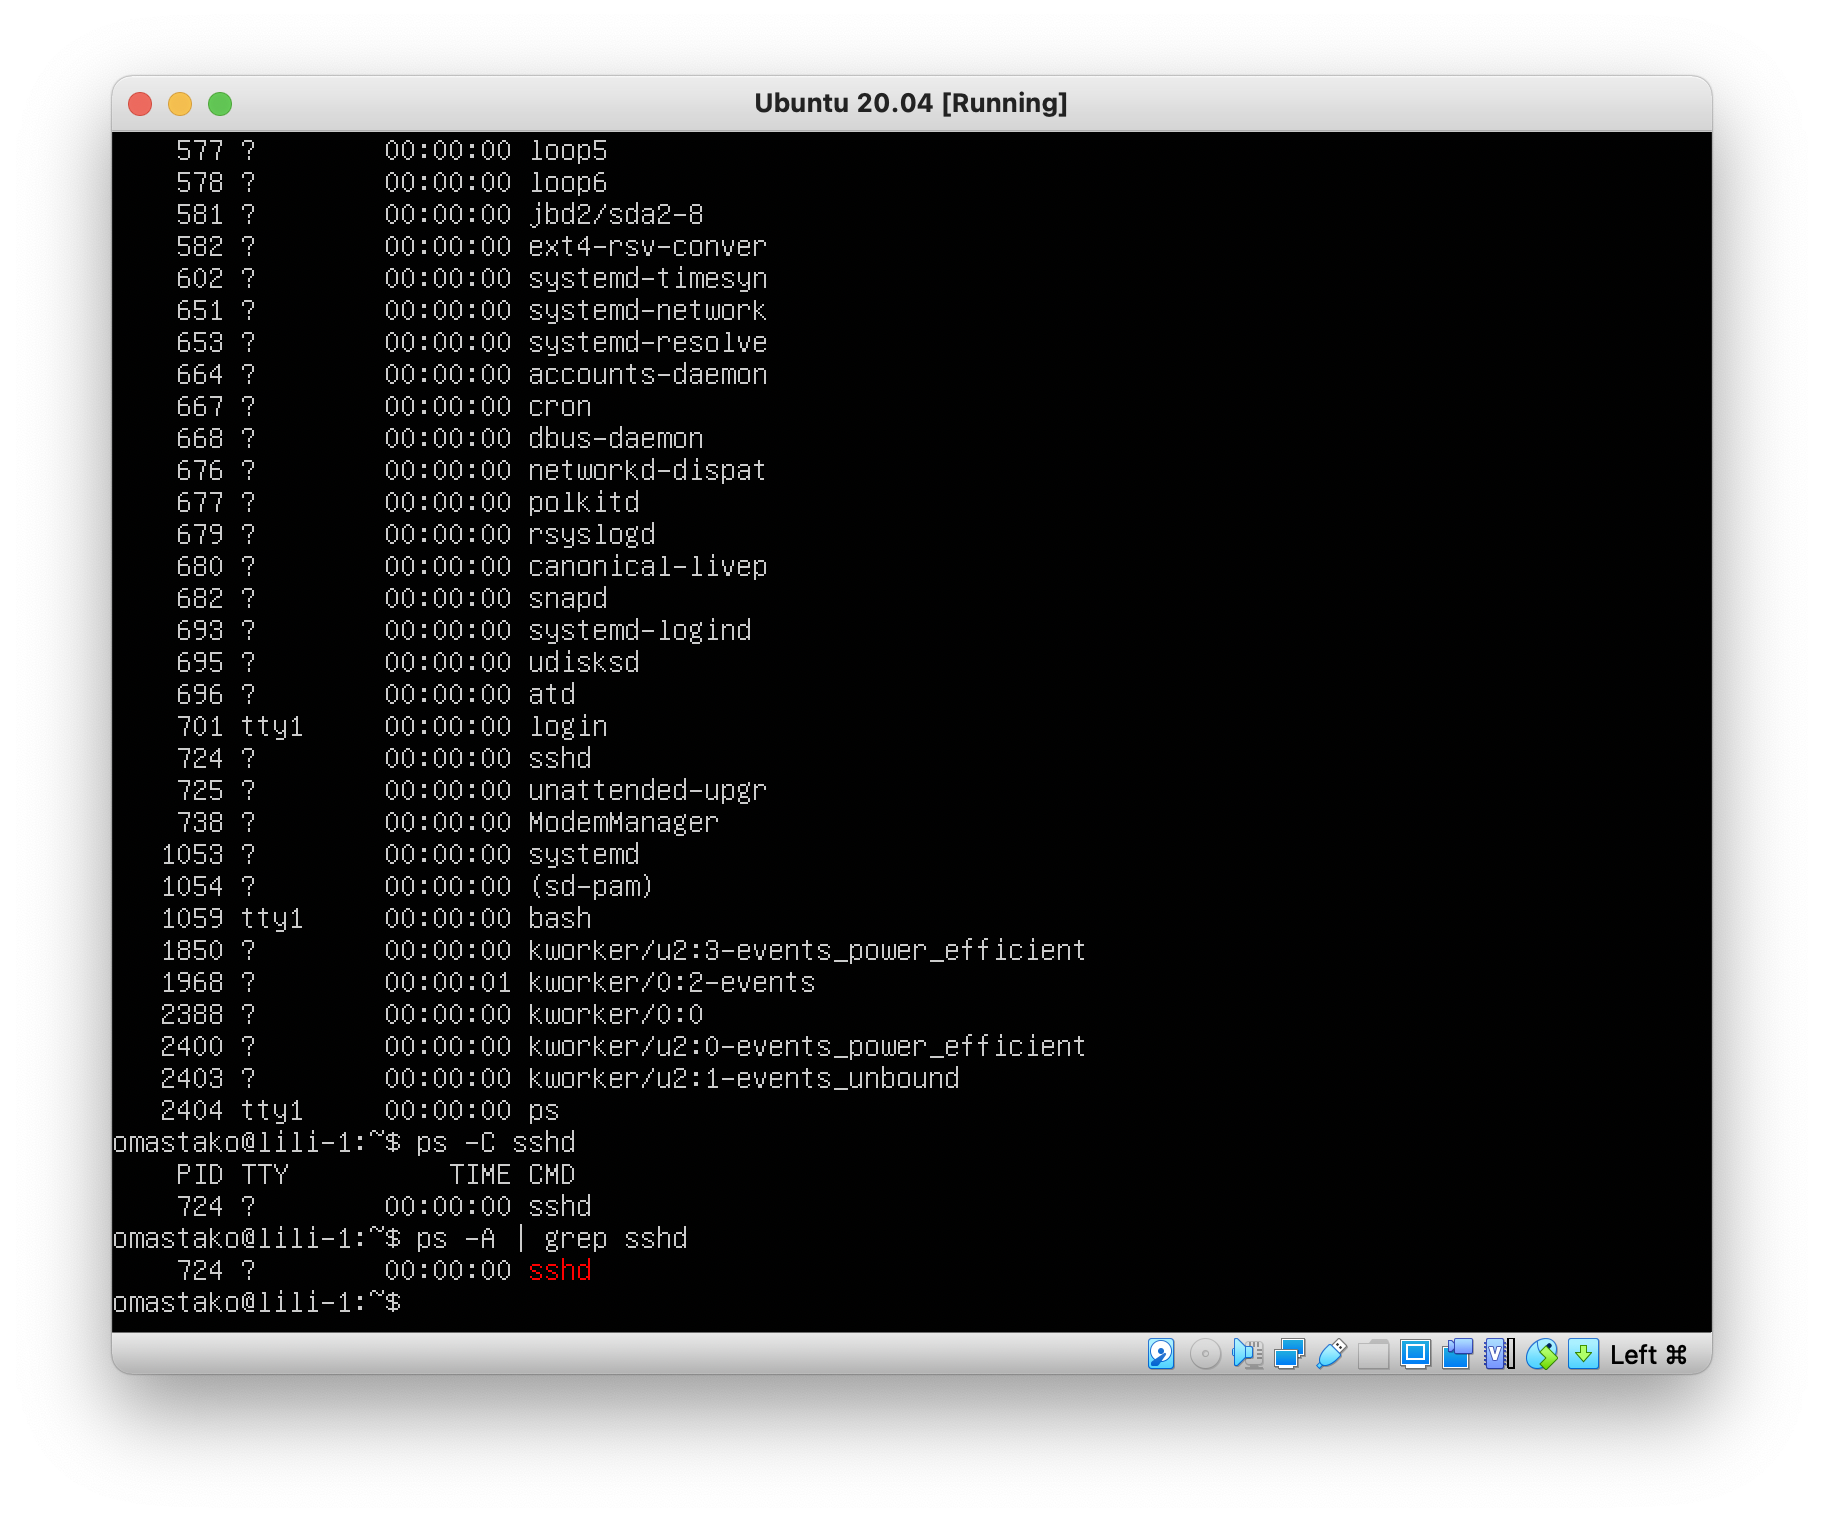 Ubuntu 20.04 [Running]
577 ? 00:00:00 loop5
578 ? 00:00:00 loop6
581 ? 00:00:00 jbd2/sda2-8
582 ? 00:00:00 ext4-rsv-conver
602 ? 00:00:00 systemd-timesyn
651 ? 00:00:00 systemd-network
653 ? 00:00:00 systemd-resolve
664 ? 00:00:00 accounts-daemon
667 ? 00:00:00 cron
668 ? 00:00:00 dbus-daemon
676 ? 00:00:00 networkd-dispat
677 ? 00:00:00 polkitd
679 ? 00:00:00 rsyslogd
680 ? 00:00:00 canonical-livep
682 ? 00:00:00 snapd
693 ? 00:00:00 systemd-logind
695 ? 00:00:00 udisksd
696 ? 00:00:00 atd
701 tty1 00:00:00 login
724 ? 00:00:00 sshd
725 ? 00:00:00 unattended-upgr
738 ? 00:00:00 ModemManager
1053 ? 00:00:00 systemd
1054 ? 00:00:00 (sd-pam)
1059 tty1 00:00:00 bash
1850 ? 00:00:00 kworker/u2:3-events_power_efficient
1968 ? 00:00:01 kworker/0:2-events
2388 ? 00:00:00 kworker/0:0
2400 ? 00:00:00 kworker/u2:0-events_power_efficient
2403 ? 00:00:00 kworker/u2:1-events_unbound
2404 tty1 00:00:00 ps
omastako@lili-1:~$ ps -C sshd
PID TTY TIME CMD
724 ? 00:00:00 sshd
omastako@lili-1:~$ ps -A | grep sshd
724 ? 00:00:00 sshd
omastako@lili-1:~$
Left ⌘